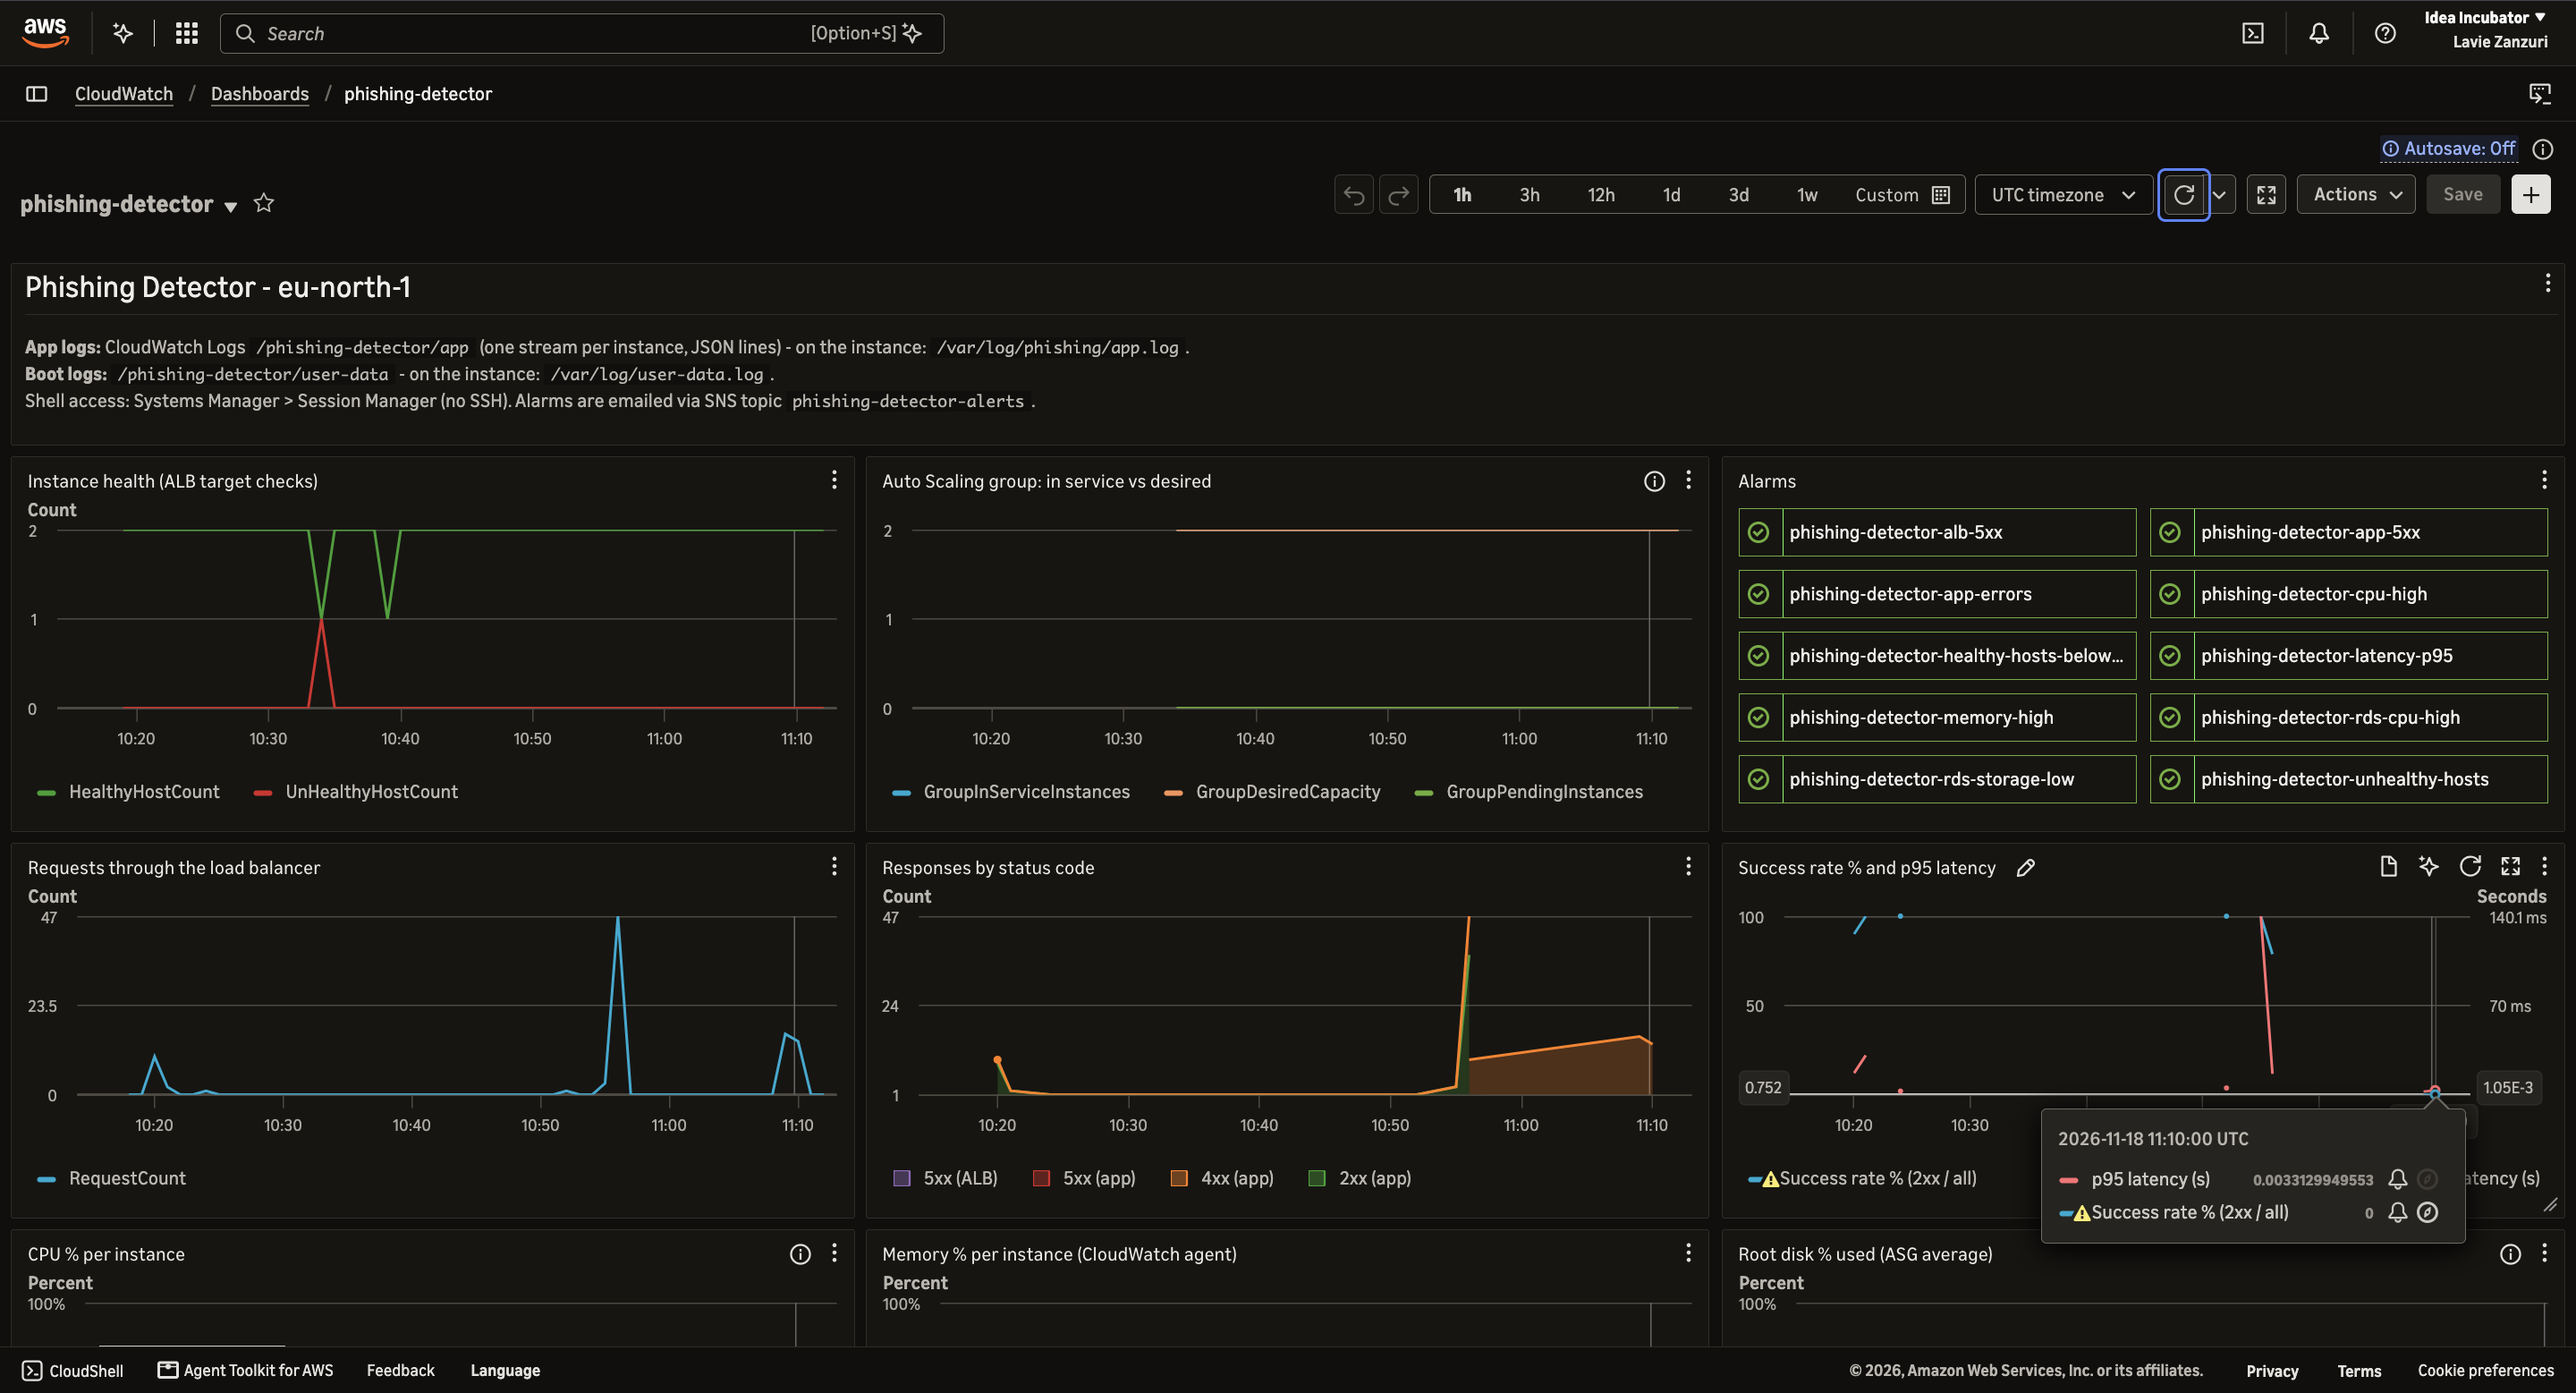 aws
Search
[Option+S]
Idea Incubator
Lavie Zanzuri
CloudWatch / Dashboards / phishing-detector
Autosave: Off
phishing-detector
1h 3h 12h 1d 3d 1w Custom
UTC timezone
Actions
Save
Phishing Detector - eu-north-1
App logs: CloudWatch Logs /phishing-detector/app (one stream per instance, JSON lines) - on the instance: /var/log/phishing/app.log .
Boot logs: /phishing-detector/user-data - on the instance: /var/log/user-data.log .
Shell access: Systems Manager > Session Manager (no SSH). Alarms are emailed via SNS topic phishing-detector-alerts .
Instance health (ALB target checks)
Count
2
1
0
10:20 10:30 10:40 10:50 11:00 11:10
HealthyHostCount UnHealthyHostCount
Auto Scaling group: in service vs desired
2
1
0
10:20 10:30 10:40 10:50 11:00 11:10
GroupInServiceInstances GroupDesiredCapacity GroupPendingInstances
Alarms
phishing-detector-alb-5xx
phishing-detector-app-5xx
phishing-detector-app-errors
phishing-detector-cpu-high
phishing-detector-healthy-hosts-below...
phishing-detector-latency-p95
phishing-detector-memory-high
phishing-detector-rds-cpu-high
phishing-detector-rds-storage-low
phishing-detector-unhealthy-hosts
Requests through the load balancer
Count
47
23.5
0
10:20 10:30 10:40 10:50 11:00 11:10
RequestCount
Responses by status code
Count
47
24
1
10:20 10:30 10:40 10:50 11:00 11:10
5xx (ALB) 5xx (app) 4xx (app) 2xx (app)
Success rate % and p95 latency
Seconds
100 140.1 ms
50 70 ms
0.752 1.05E-3
10:20 10:30
Success rate % (2xx / all)
atency (s)
2026-11-18 11:10:00 UTC
p95 latency (s) 0.0033129949553
Success rate % (2xx / all) 0
CPU % per instance
Percent
100%
Memory % per instance (CloudWatch agent)
Percent
100%
Root disk % used (ASG average)
Percent
100%
CloudShell Agent Toolkit for AWS Feedback Language
© 2026, Amazon Web Services, Inc. or its affiliates. Privacy Terms Cookie preferences